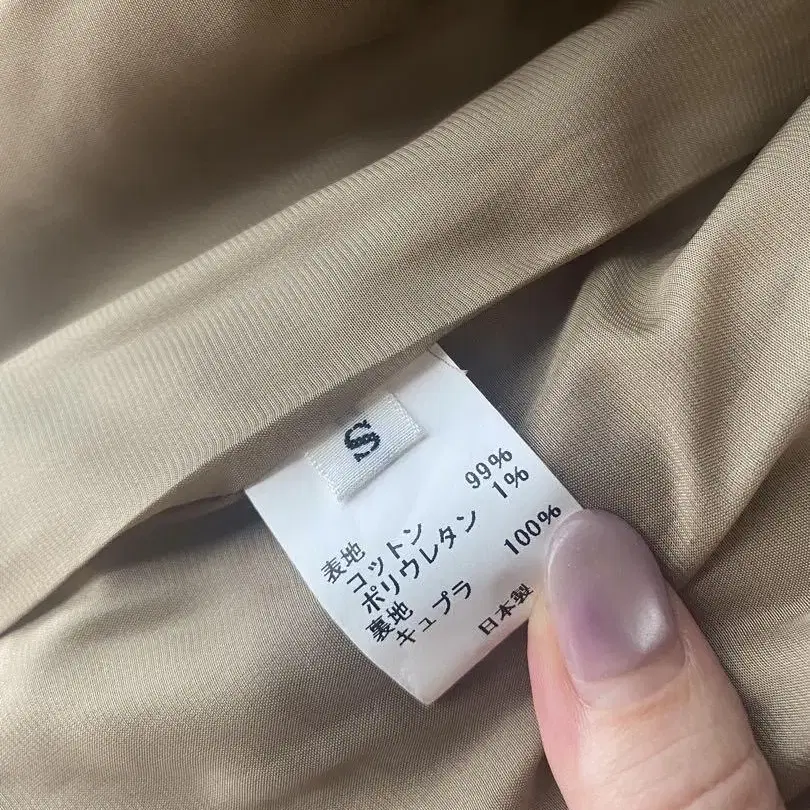 S
表地
コットン 99%
ポリウレタン 1%
裏地
キュプラ 100%
日本製